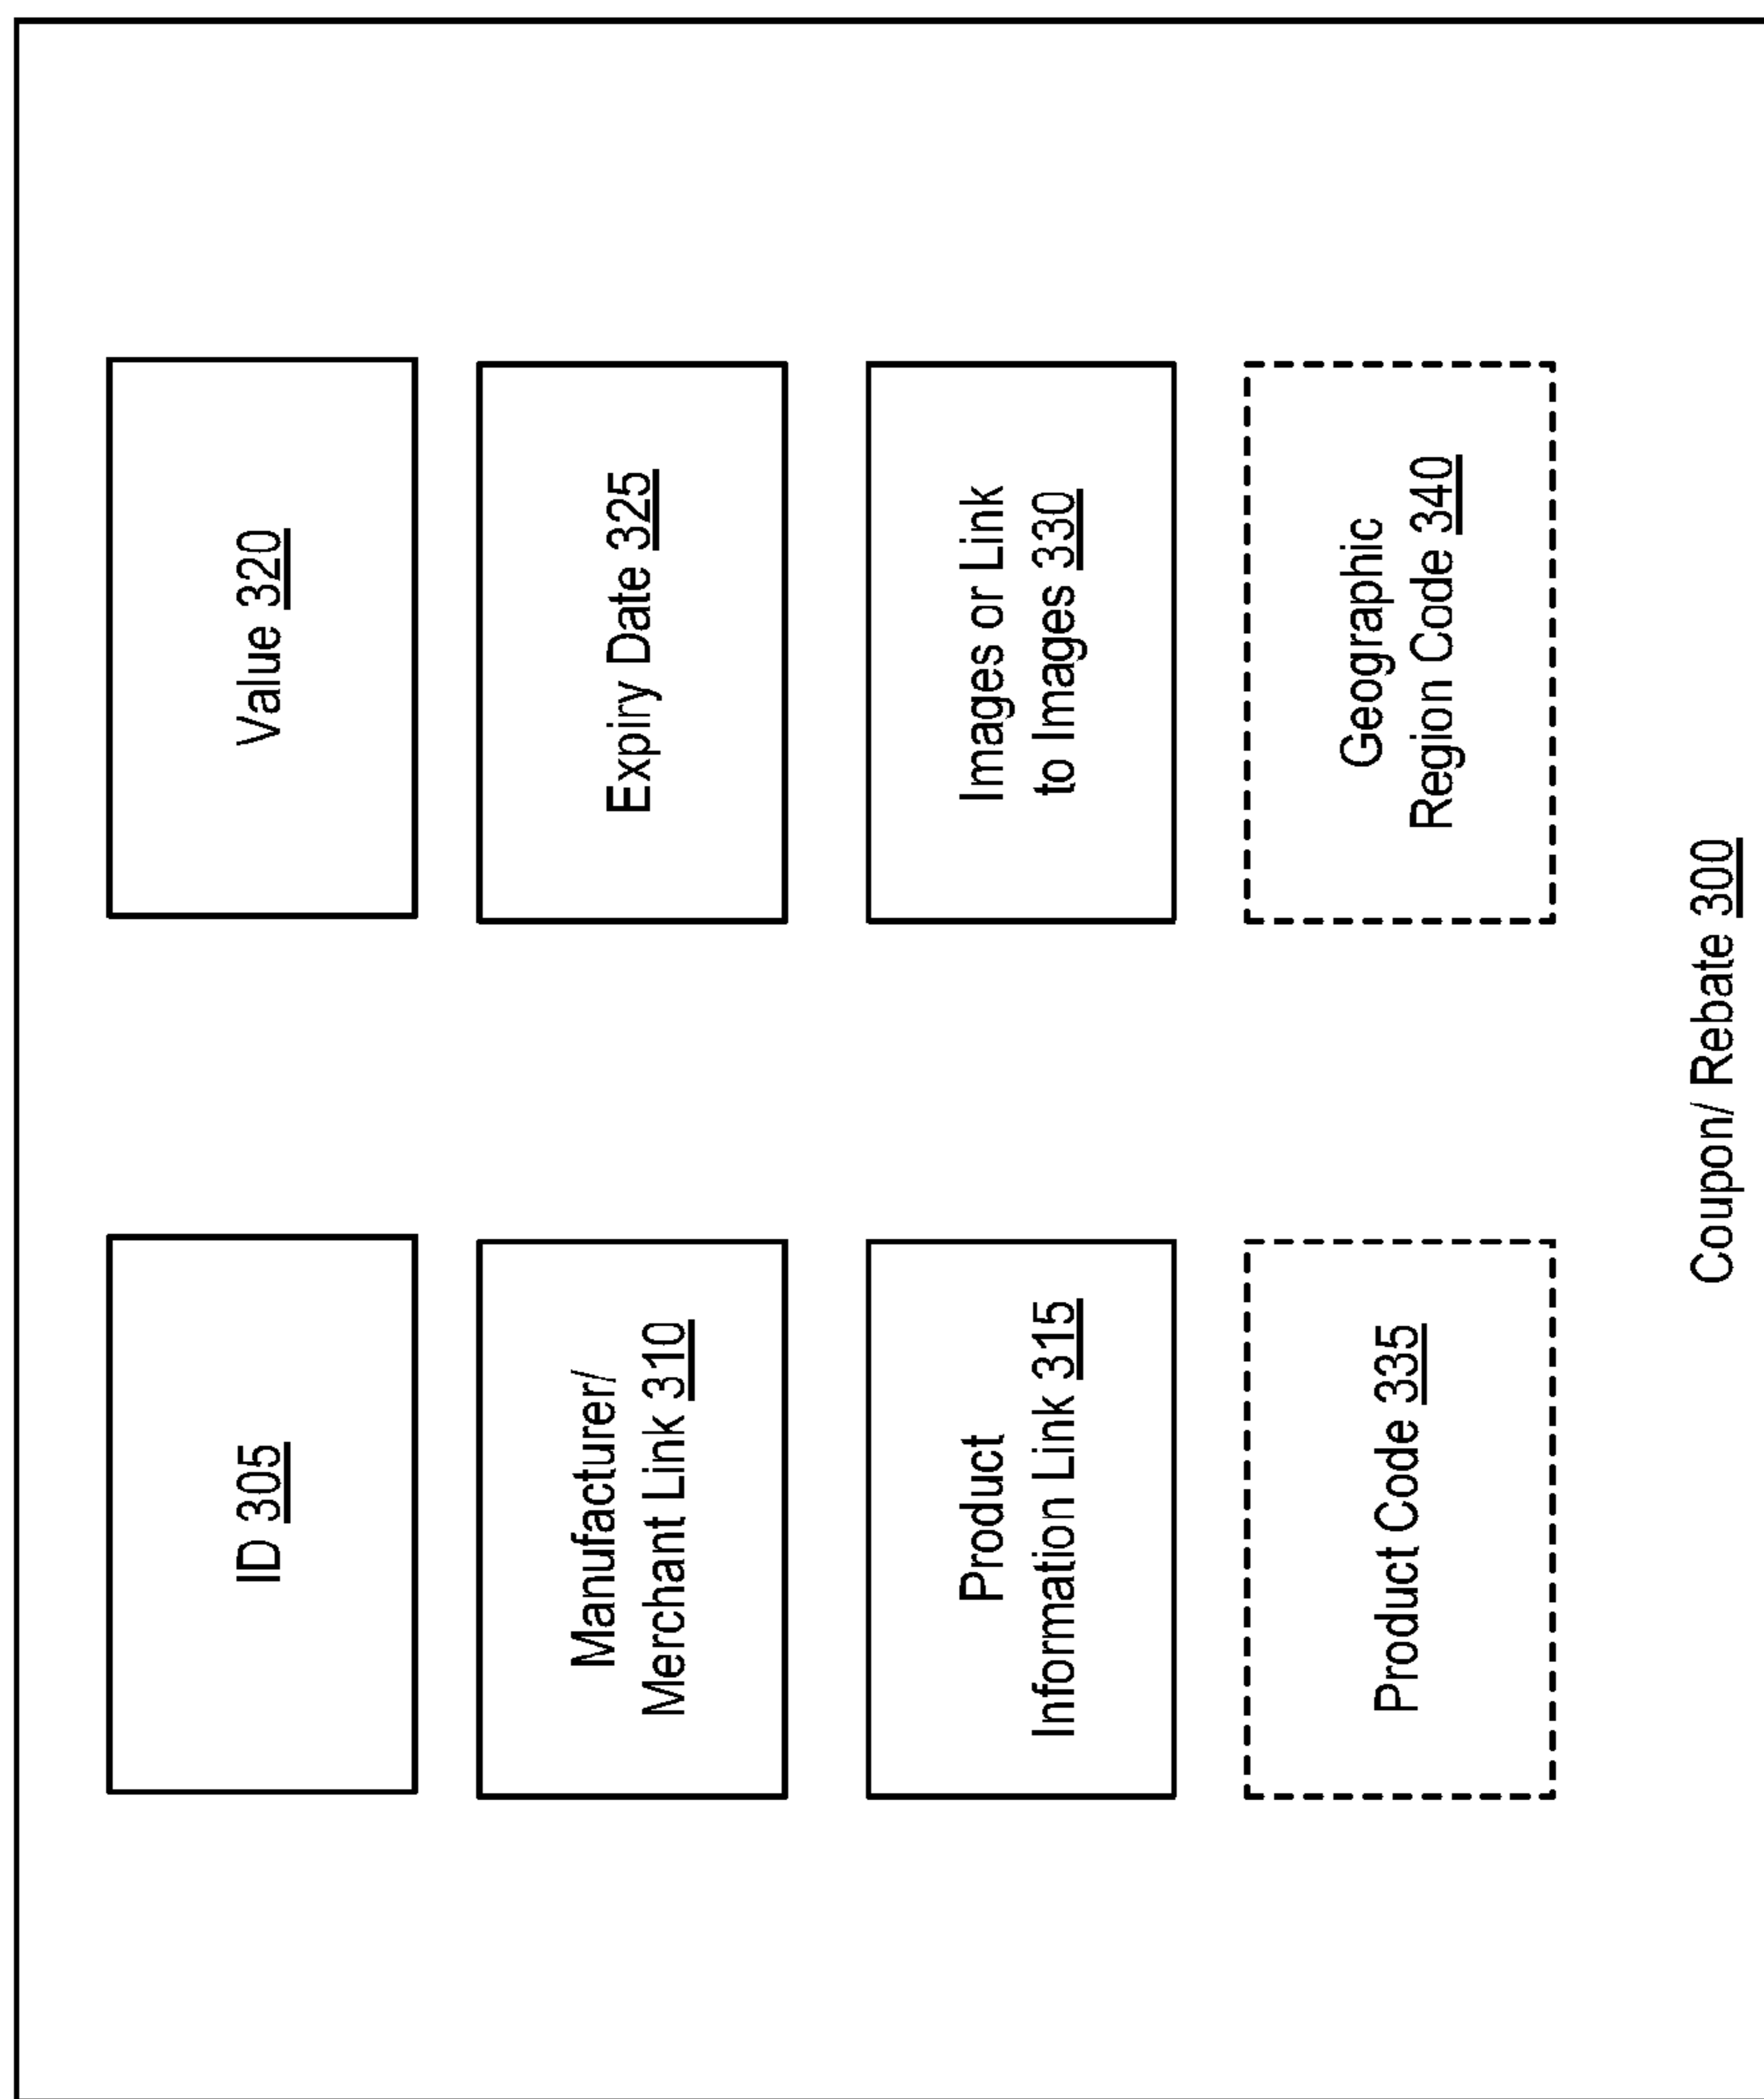 ID 305
Value 320
Manufacturer/
Merchant Link 310
Expiry Date 325
Product
Information Link 315
Images or Link
to Images 330
Product Code 335
Geographic
Region Code 340
Coupon/ Rebate 300